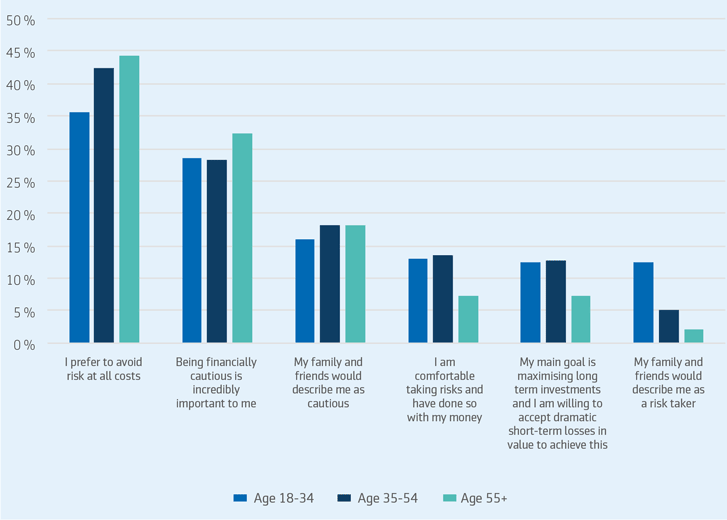 50 %
45 %
40 %
35 %
30 %
25 %
20 %
15 %
10 %
5 %
0 %
I prefer to avoid
risk at all costs
Being financially
cautious is
incredibly
important to me
My family and
friends would
describe me as
cautious
I am
comfortable
taking risks and
have done so
with my money
My main goal is
maximising long
term investments
and I am willing to
accept dramatic
short-term losses in
value to achieve this
My family and
friends would
describe me as
a risk taker
Age 18-34
Age 35-54
Age 55+